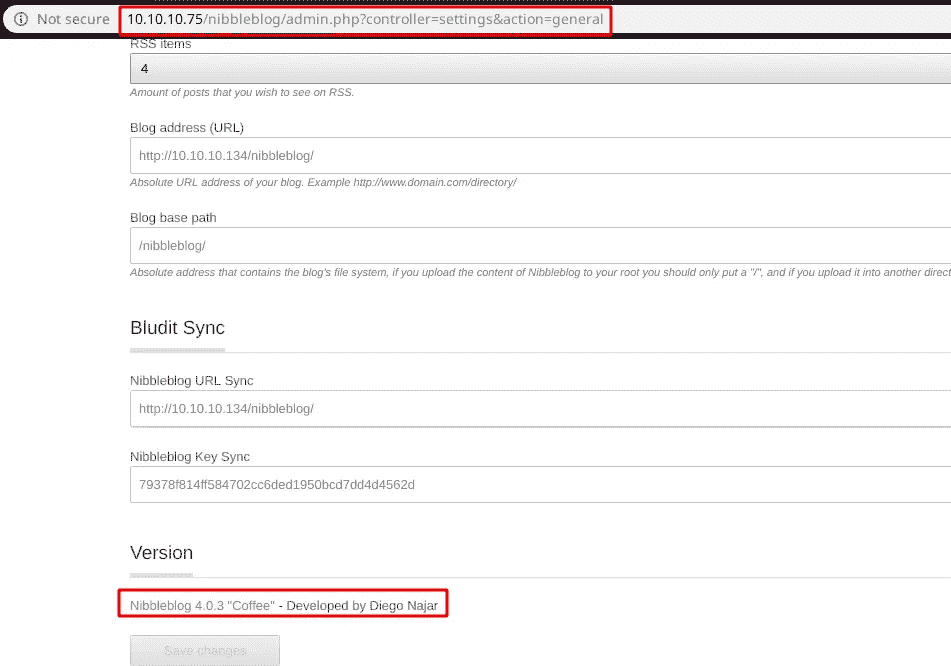 Not secure 10.10.10.75/nibbleblog/admin.php?controller=settings&action=general
RSS items
4
Amount of posts that you wish to see on RSS.
Blog address (URL)
http://10.10.10.134/nibbleblog/
Absolute URL address of your blog. Example http://www.domain.com/directory/
Blog base path
/nibbleblog/
Absolute address that contains the blog's file system, if you upload the content of Nibbleblog to your root you should only put a "/", and if you upload it into another direct
Bludit Sync
Nibbleblog URL Sync
http://10.10.10.134/nibbleblog/
Nibbleblog Key Sync
79378f814ff584702cc6ded1950bcd7dd4d4562d
Version
Nibbleblog 4.0.3 "Coffee" - Developed by Diego Najar
Save changes